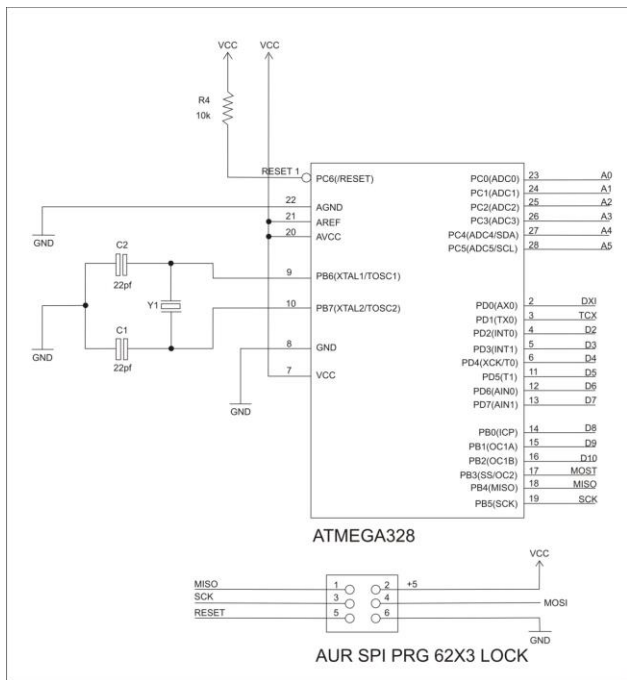 VCC
VCC
R4
10k
RESET 1
PC6(/RESET)
22
AGND
21
AREF
20
AVCC
GND
C2
22pf
9
PB6(XTAL1/TOSC1)
Y1
10
PB7(XTAL2/TOSC2)
C1
22pf
GND
8
GND
7
VCC
GND
PC0(ADC0) 23 A0
PC1(ADC1) 24 A1
PC2(ADC2) 25 A2
PC3(ADC3) 26 A3
PC4(ADC4/SDA) 27 A4
PC5(ADC5/SCL) 28 A5
PD0(AX0) 2 DXI
PD1(TX0) 3 TCX
PD2(INT0) 4 D2
PD3(INT1) 5 D3
PD4(XCK/T0) 6 D4
PD5(T1) 11 D5
PD6(AIN0) 12 D6
PD7(AIN1) 13 D7
PB0(ICP) 14 D8
PB1(OC1A) 15 D9
PB2(OC1B) 16 D10
PB3(SS/OC2) 17 MOST
PB4(MISO) 18 MISO
PB5(SCK) 19 SCK
ATMEGA328
VCC
MISO 1 2 +5
SCK 3 4 MOSI
RESET 5 6
GND
AUR SPI PRG 62X3 LOCK